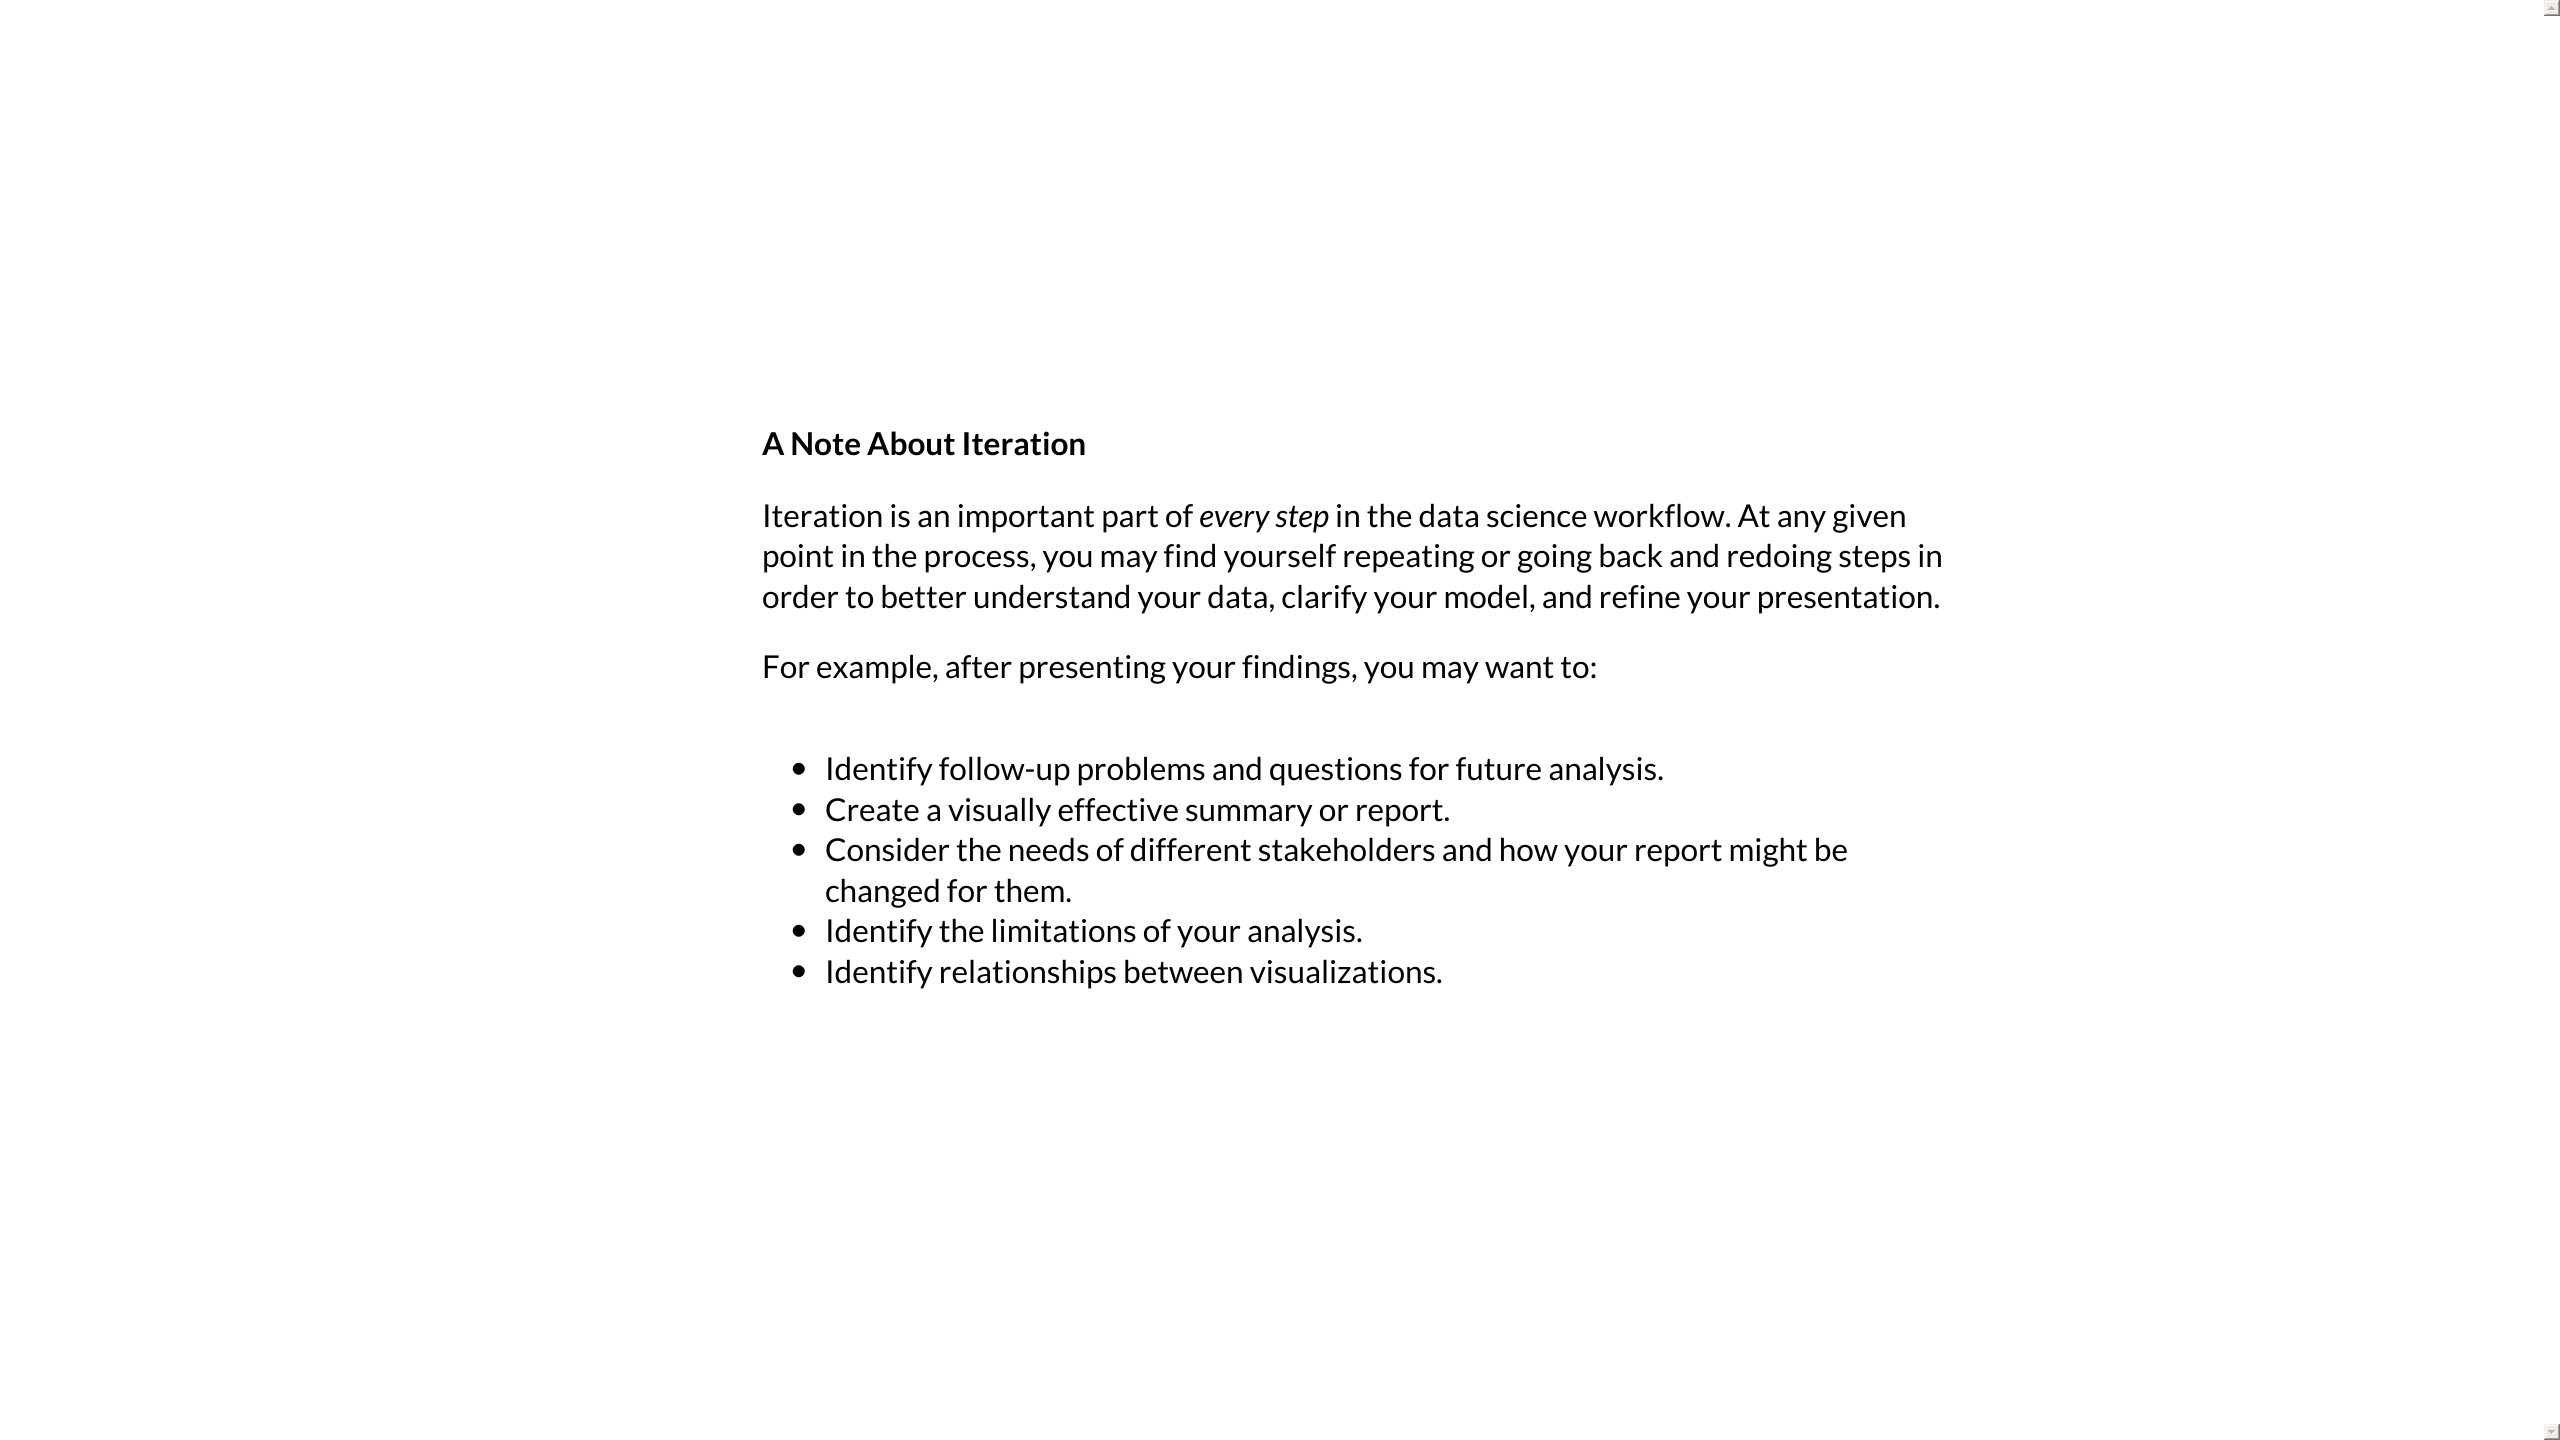 A Note About Iteration
Iteration is an important part of every step in the data science workflow. At any given
point in the process, you may find yourself repeating or going back and redoing steps in
order to better understand your data, clarify your model, and refine your presentation.
For example, after presenting your findings, you may want to:
• Identify follow-up problems and questions for future analysis.
• Create a visually effective summary or report.
• Consider the needs of different stakeholders and how your report might be
changed for them.
• Identify the limitations of your analysis.
• Identify relationships between visualizations.